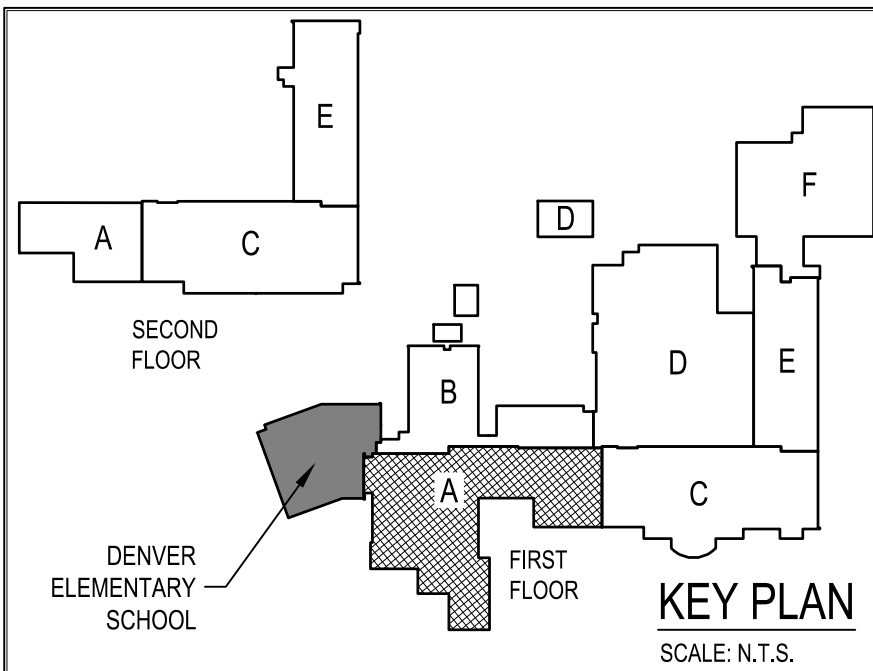 E
A
C
SECOND
FLOOR
F
D
B
D
E
A
C
DENVER
ELEMENTARY
SCHOOL
FIRST
FLOOR
KEY PLAN
SCALE: N.T.S.